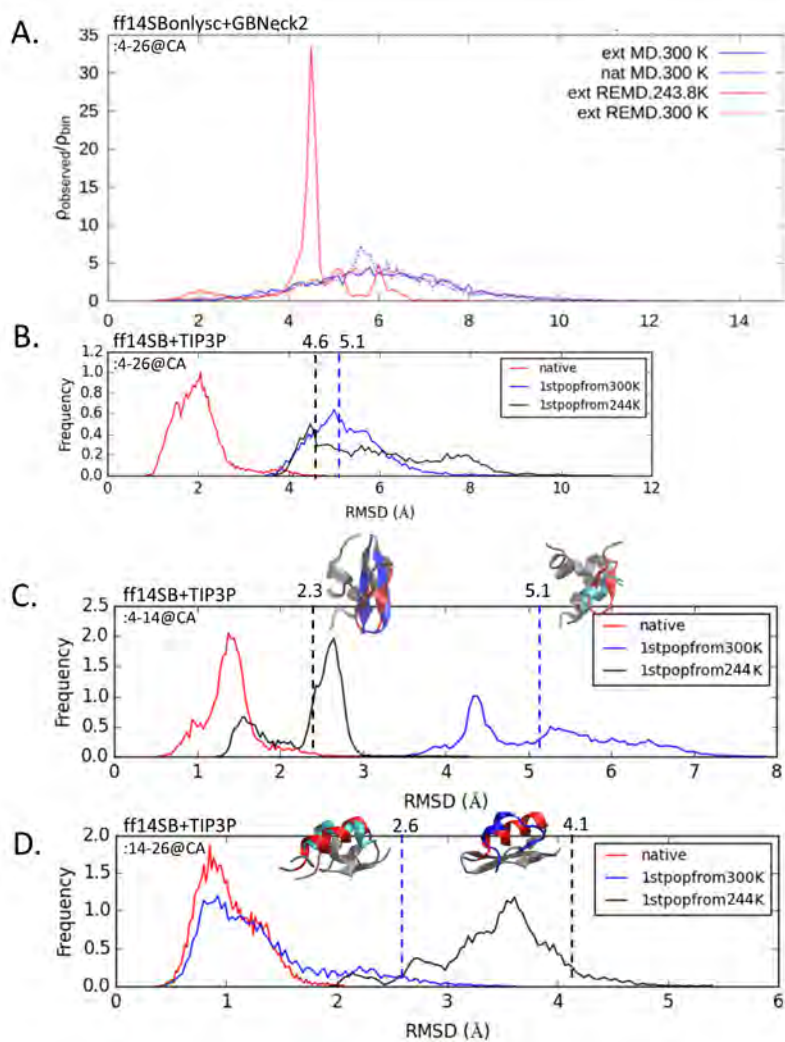 A.
ff14SBonlysc+GBNeck2
:4-26@CA
35
30
25
20
15
10
5
0
ρobserved/ρbin
ext MD.300 K
nat MD.300 K
ext REMD.243.8K
ext REMD.300 K
0 2 4 6 8 10 12 14
B.
ff14SB+TIP3P
:4-26@CA
4.6 5.1
1.2
1.0
0.8
0.6
0.4
0.2
0.0
Frequency
native
1stpopfrom300K
1stpopfrom244K
0 2 4 6 8 10 12
RMSD (Å)
C.
ff14SB+TIP3P
:4-14@CA
2.3
5.1
2.5
2.0
1.5
1.0
0.5
0.0
Frequency
native
1stpopfrom300K
1stpopfrom244K
0 1 2 3 4 5 6 7 8
RMSD (Å)
D.
ff14SB+TIP3P
:14-26@CA
2.6
4.1
2.0
1.5
1.0
0.5
0.0
Frequency
native
1stpopfrom300K
1stpopfrom244K
0 1 2 3 4 5 6
RMSD (Å)